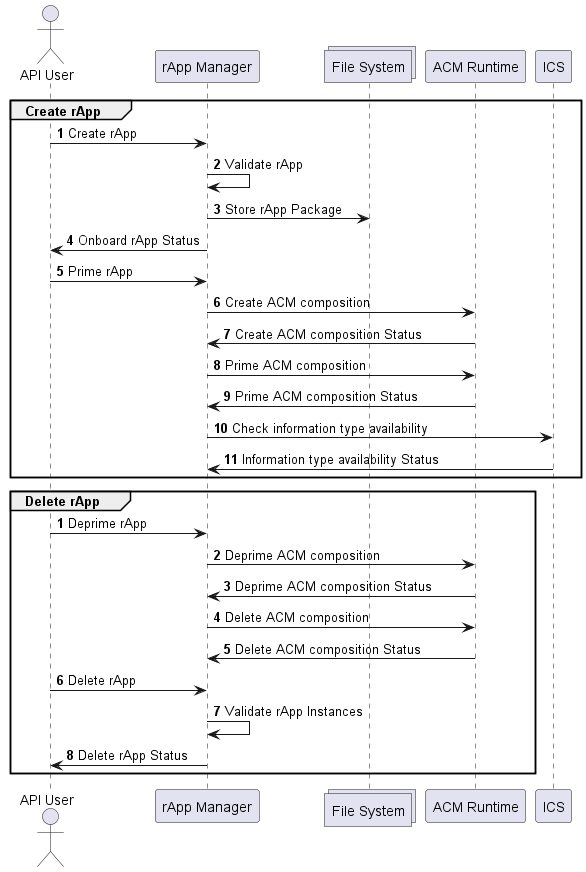 API User
rApp Manager
File System
ACM Runtime
ICS
Create rApp
1 Create rApp
2 Validate rApp
3 Store rApp Package
4 Onboard rApp Status
5 Prime rApp
6 Create ACM composition
7 Create ACM composition Status
8 Prime ACM composition
9 Prime ACM composition Status
10 Check information type availability
11 Information type availability Status
Delete rApp
1 Deprime rApp
2 Deprime ACM composition
3 Deprime ACM composition Status
4 Delete ACM composition
5 Delete ACM composition Status
6 Delete rApp
7 Validate rApp Instances
8 Delete rApp Status
API User
rApp Manager
File System
ACM Runtime
ICS